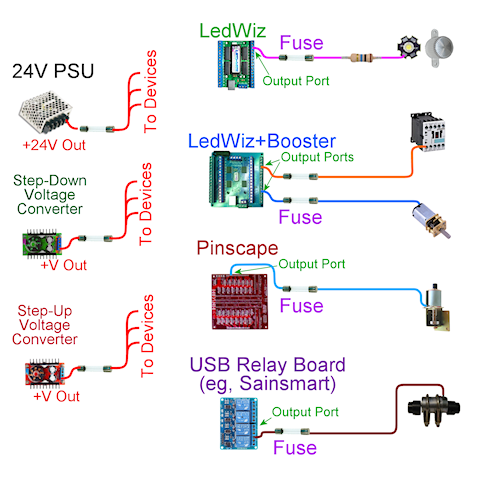 24V PSU
+24V Out
To Devices
Step-Down
Voltage
Converter
+V Out
To Devices
Step-Up
Voltage
Converter
+V Out
To Devices
LedWiz
Fuse
Output Port
LedWiz+Booster
Output Ports
Fuse
Pinscape
Output Port
Fuse
USB Relay Board
(eg, Sainsmart)
Output Port
Fuse